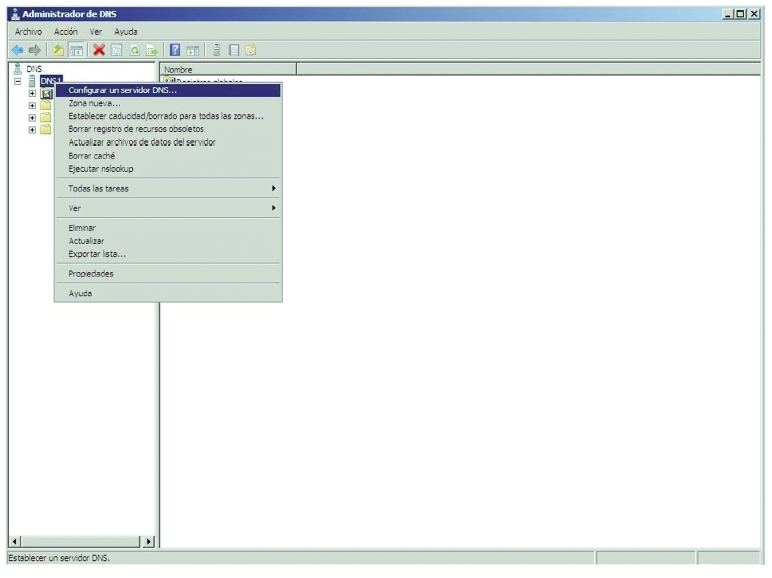 Administrador de DNS
Archivo Acción Ver Ayuda
DNS
Nombre
DNS1
Registros globales
Configurar un servidor DNS...
Zona nueva...
Establecer caducidad/borrado para todas las zonas...
Borrar registro de recursos obsoletos
Actualizar archivos de datos del servidor
Borrar caché
Ejecutar nslookup
Todas las tareas
Ver
Eliminar
Actualizar
Exportar lista...
Propiedades
Ayuda
Establecer un servidor DNS.